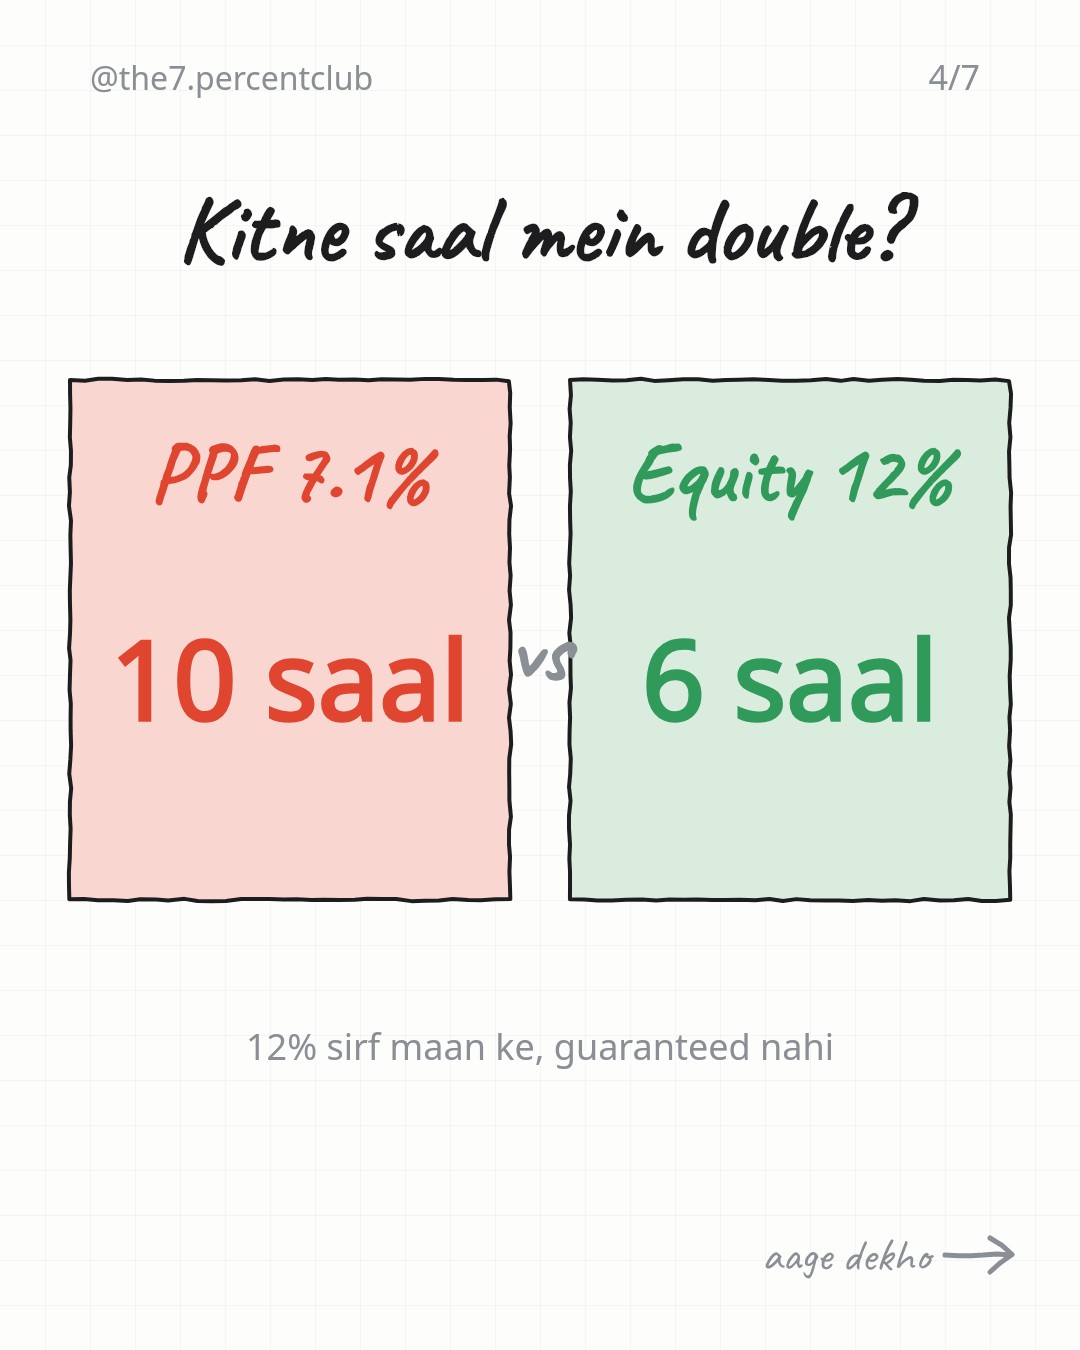 @the7.percentclub
4/7
Kitne saal mein double?
PPF 7.1%
10 saal
vs
Equity 12%
6 saal
12% sirf maan ke, guaranteed nahi
aage dekho